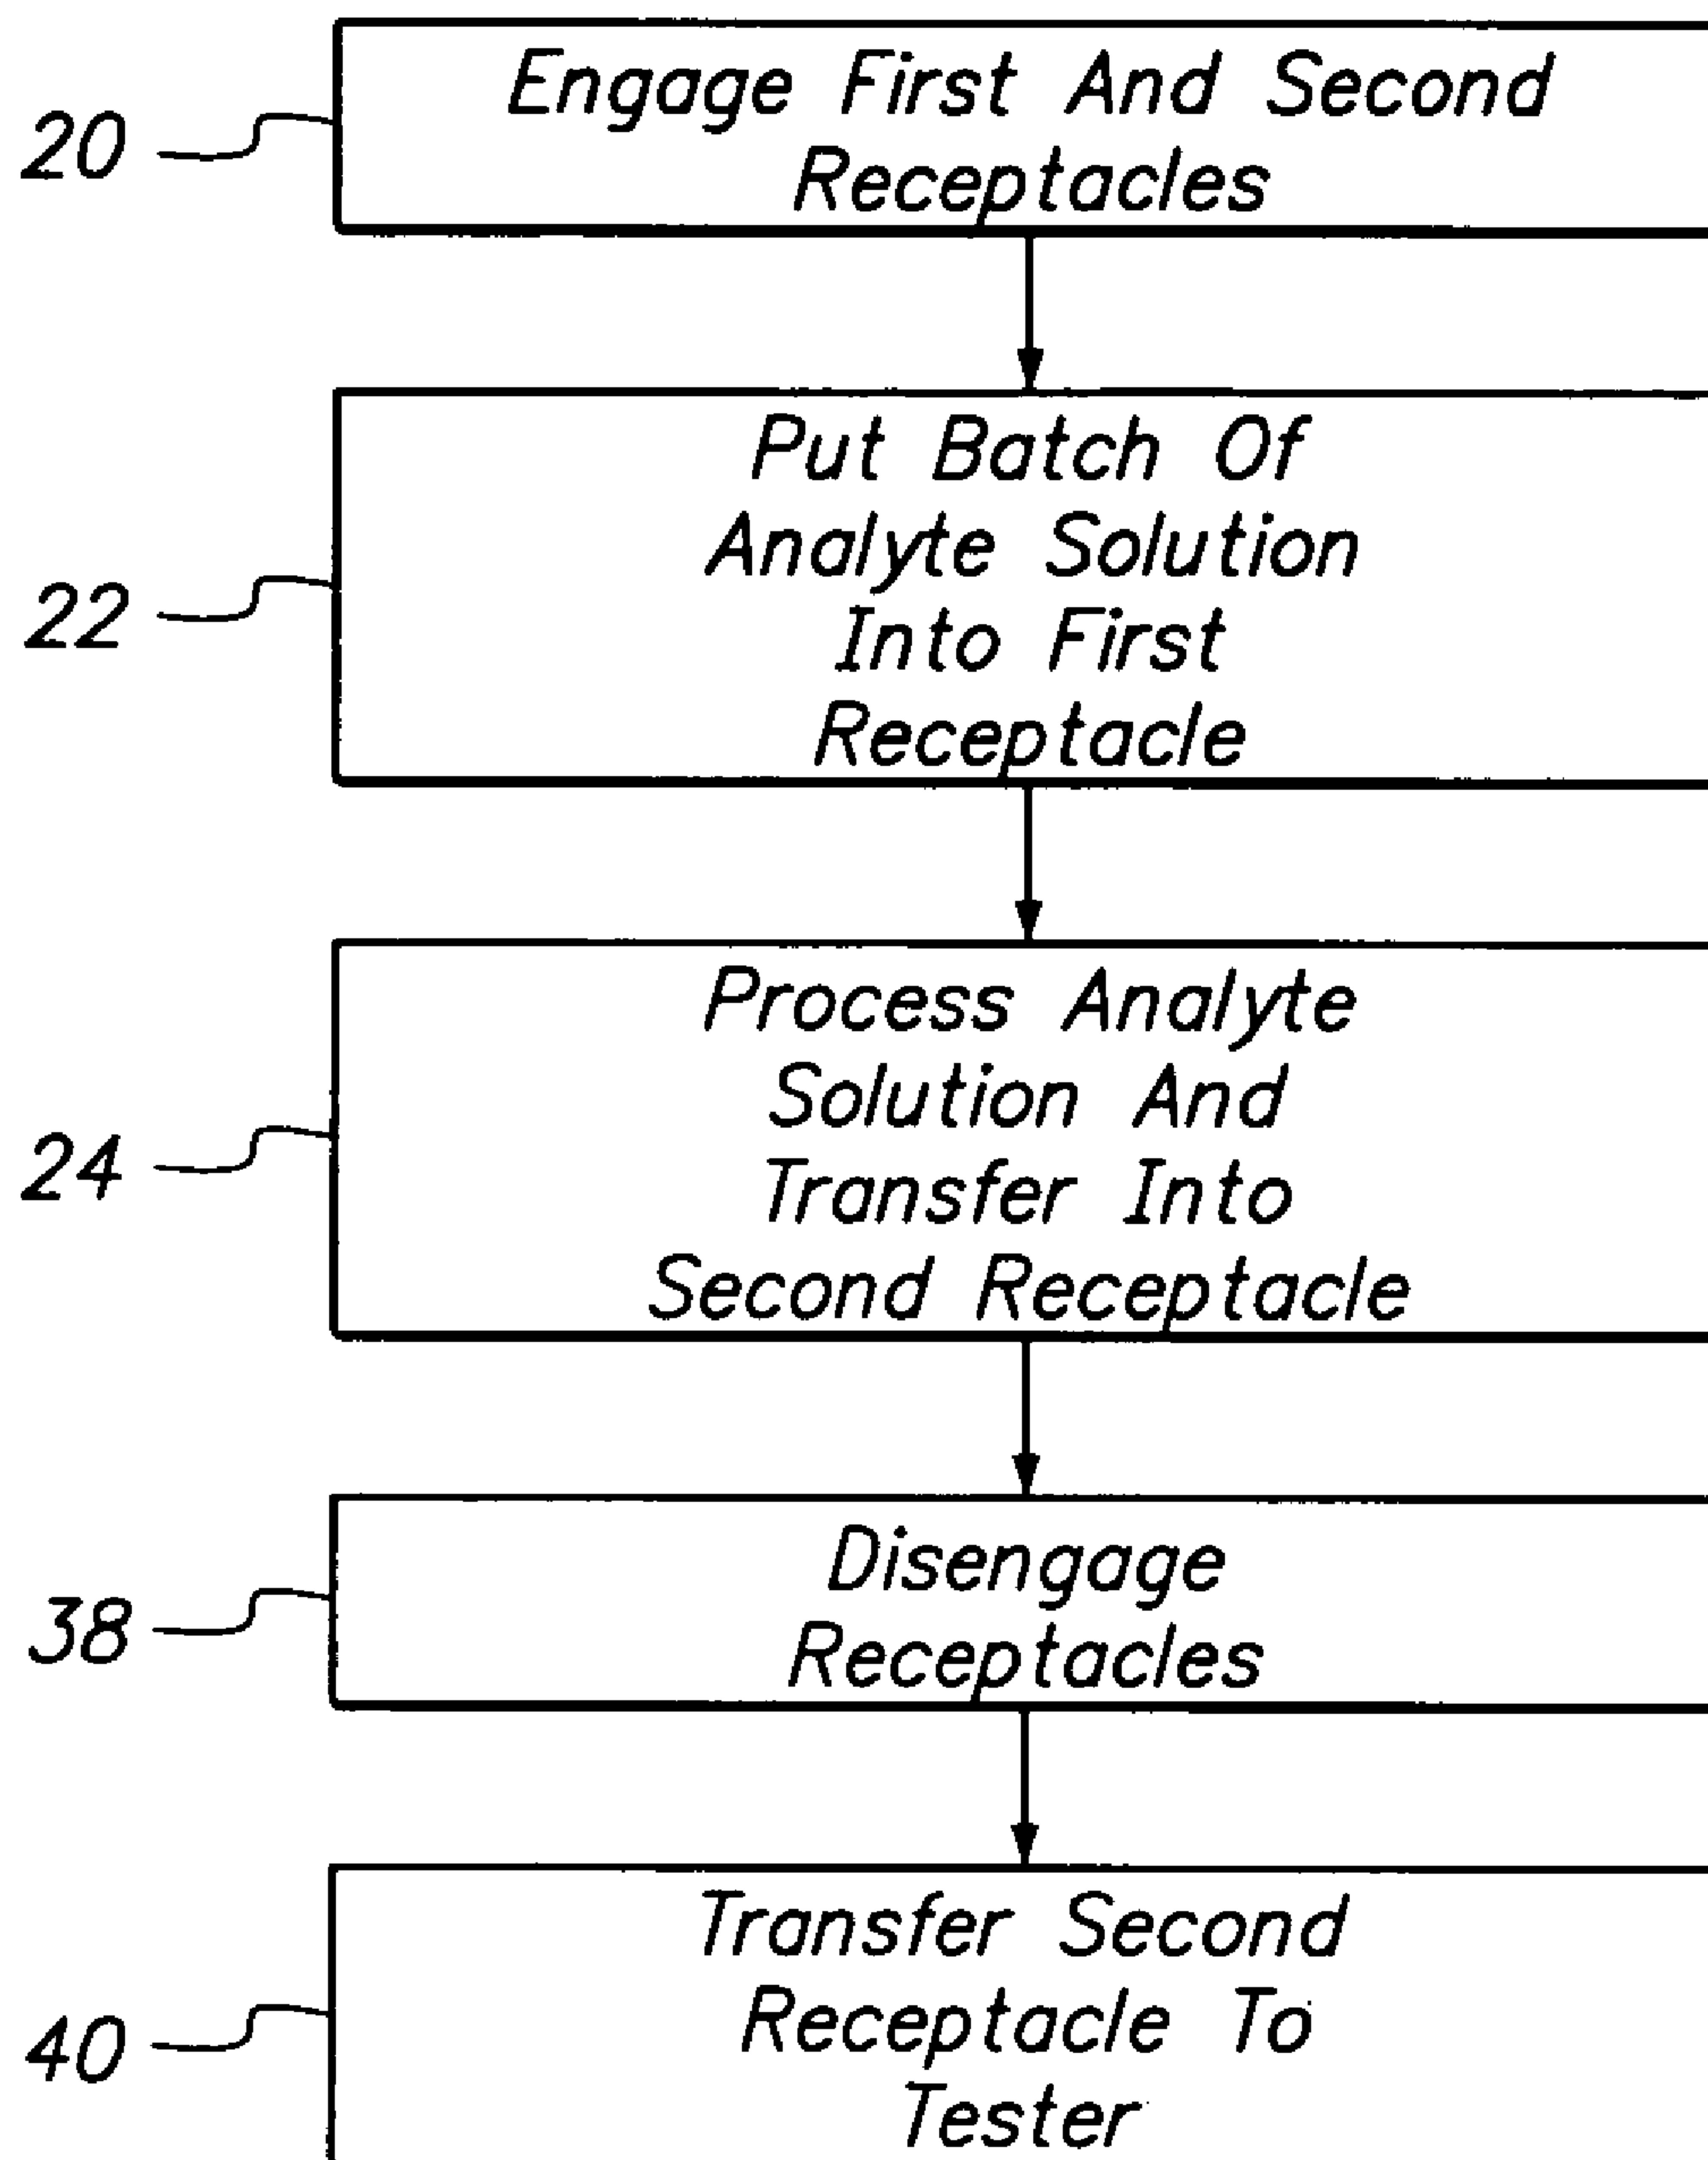 Engage First And Second
Receptacles
20
Put Batch Of
Analyte Solution
Into First
Receptacle
22
Process Analyte
Solution And
Transfer Into
Second Receptacle
24
Disengage
Receptacles
38
Transfer Second
Receptacle To
Tester
40